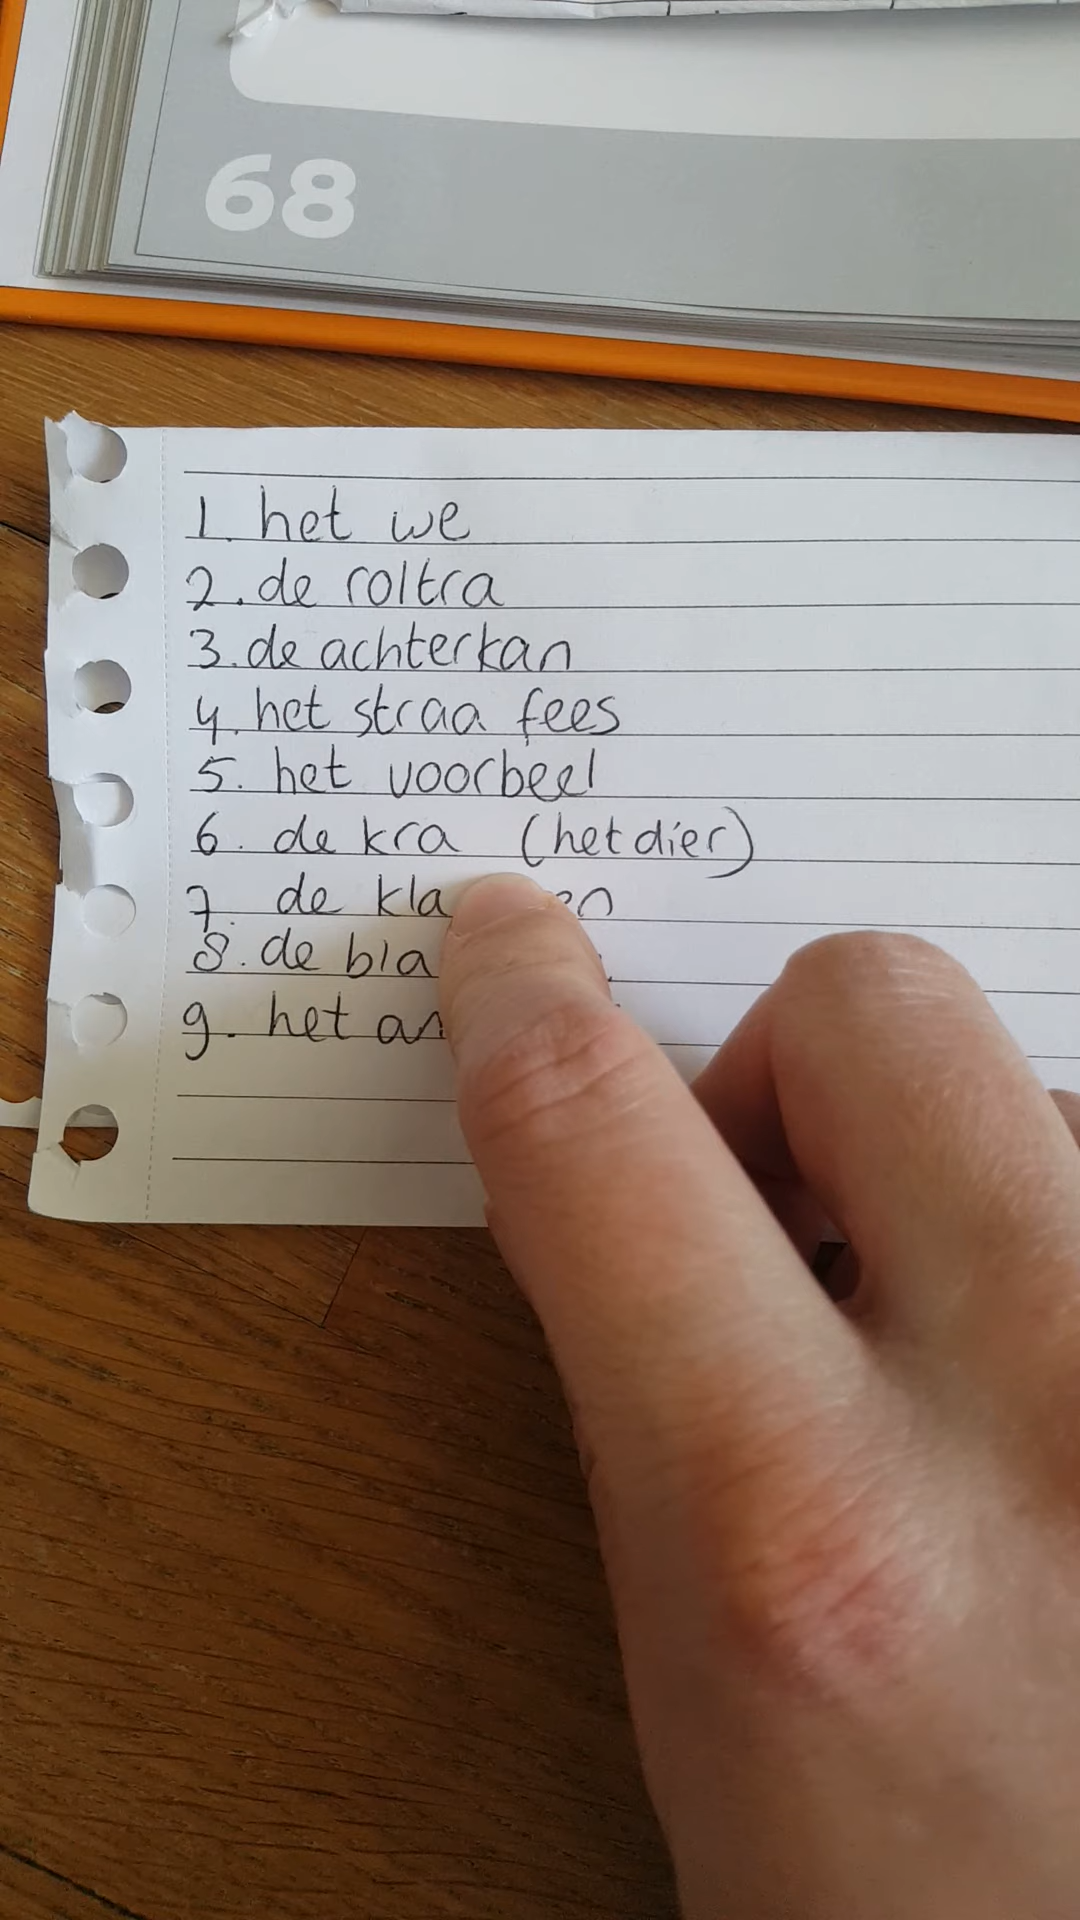 68
1. het we
2. de roltra
3. de achterkan
4. het straa fees
5. het voorbeel
6. de kra (het dier)
7. de kla
8. de bla
9. het an